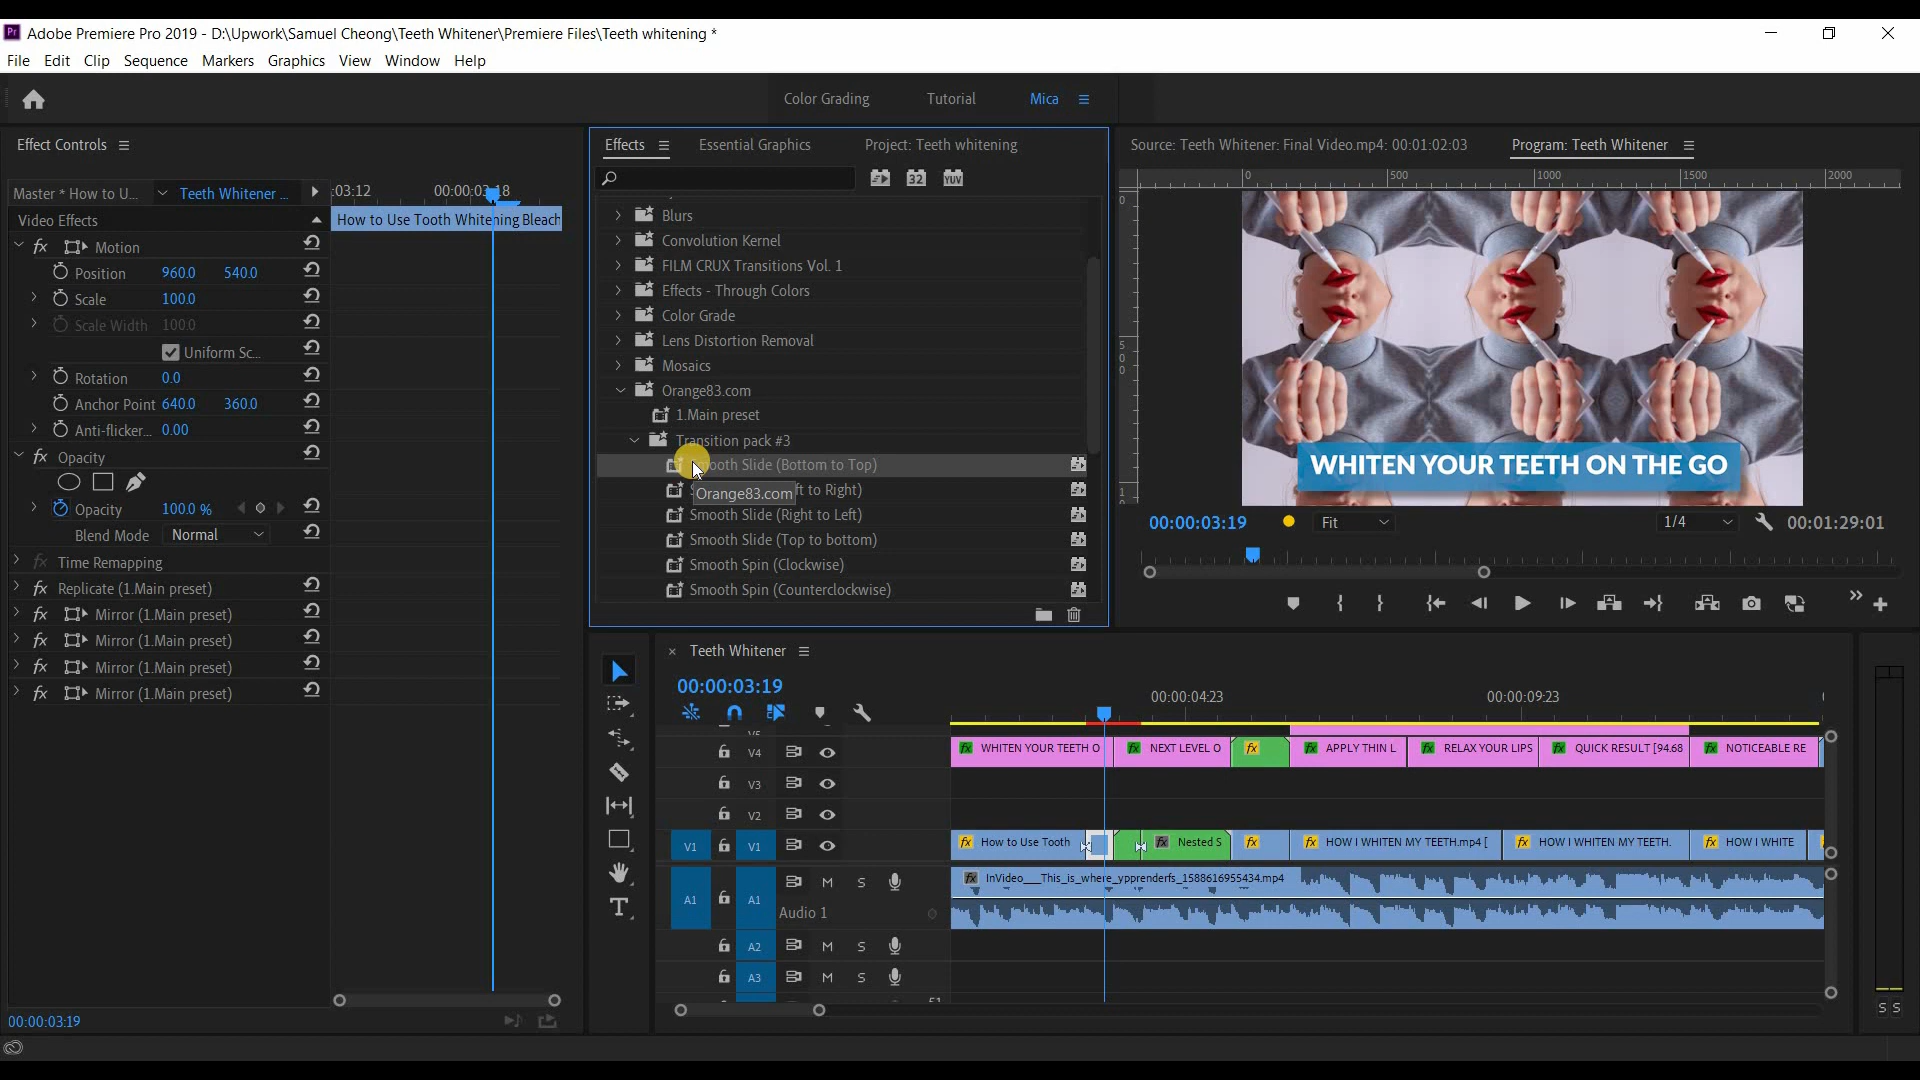 Adobe Premiere Pro 2019 - D:\Upwork\Samuel Cheong\Teeth Whitener\Premiere Files\Teeth whitening *
File Edit Clip Sequence Markers Graphics View Window Help
Color Grading Tutorial Mica
Effect Controls
Master * How to U... Teeth Whitener ...
:03:12 00:00:03:18
Video Effects
How to Use Tooth Whitening Bleach
Motion
Position 960.0 540.0
Scale 100.0
Scale Width 100.0
Uniform Sc...
Rotation 0.0
Anchor Point 640.0 360.0
Anti-flicker... 0.00
Opacity
Opacity 100.0 %
Blend Mode Normal
Time Remapping
Replicate (1.Main preset)
Mirror (1.Main preset)
Mirror (1.Main preset)
Mirror (1.Main preset)
Mirror (1.Main preset)
00:00:03:19
Effects Essential Graphics Project: Teeth whitening
32 YUV
Blurs
Convolution Kernel
FILM CRUX Transitions Vol. 1
Effects - Through Colors
Color Grade
Lens Distortion Removal
Mosaics
Orange83.com
1.Main preset
Transition pack #3
ooth Slide (Bottom to Top)
Orange83.com
ft to Right)
Smooth Slide (Right to Left)
Smooth Slide (Top to bottom)
Smooth Spin (Clockwise)
Smooth Spin (Counterclockwise)
Source: Teeth Whitener: Final Video.mp4: 00:01:02:03 Program: Teeth Whitener
0 500 1000 1500 2000
WHITEN YOUR TEETH ON THE GO
00:00:03:19 Fit 1/4 00:01:29:01
Teeth Whitener
00:00:03:19
00:00:04:23 00:00:09:23
V4 WHITEN YOUR TEETH O NEXT LEVEL O APPLY THIN L RELAX YOUR LIPS QUICK RESULT [94.68 NOTICEABLE RE
V3
V2
V1 V1 How to Use Tooth Nested S HOW I WHITEN MY TEETH.mp4 [ HOW I WHITEN MY TEETH. HOW I WHITE
A1 A1 M S InVideo___This_is_where_ypprenderfs_1588616955434.mp4
Audio 1
A2 M S
A3 M S
S S